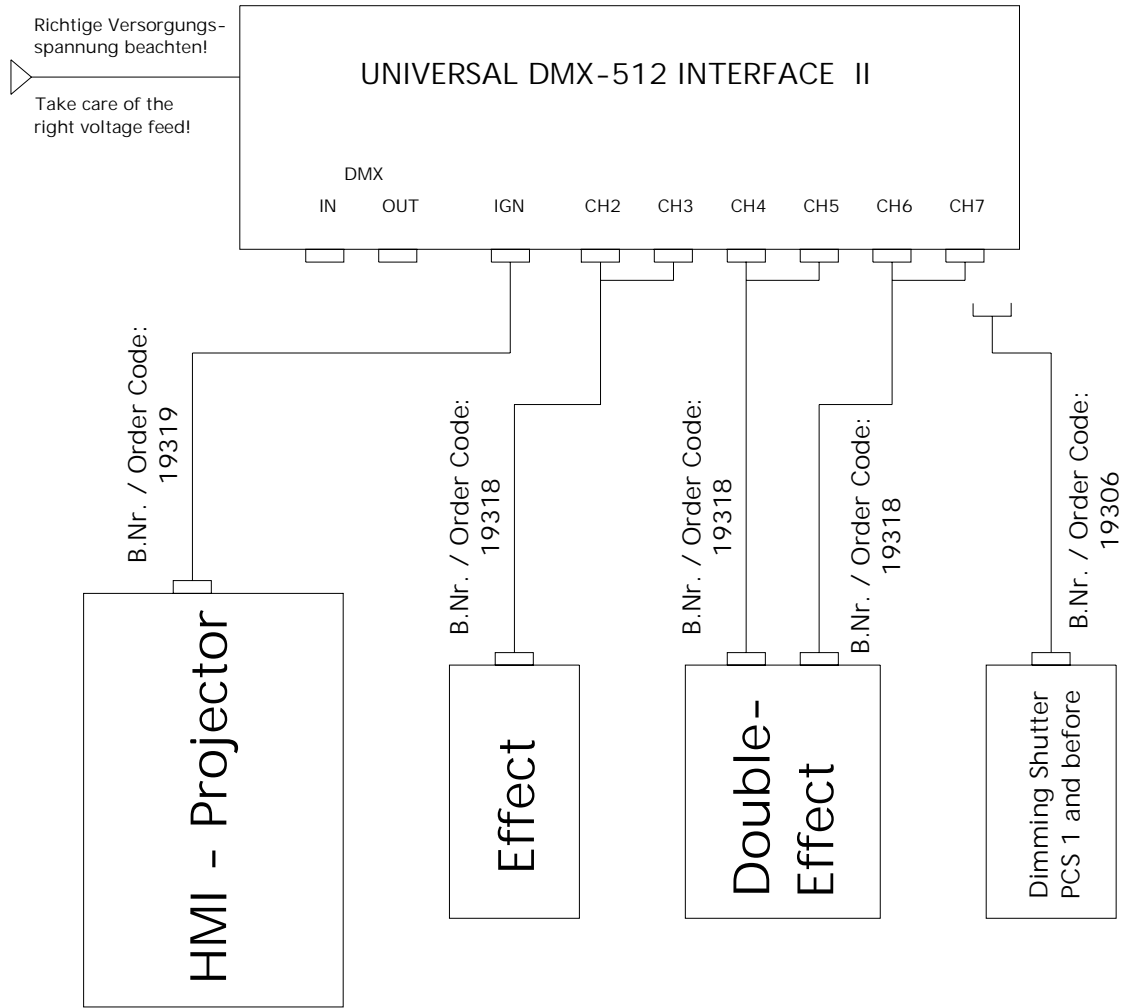 Richtige Versorgungs-
spannung beachten!
Take care of the
right voltage feed!
UNIVERSAL DMX-512 INTERFACE II
DMX
IN OUT IGN CH2 CH3 CH4 CH5 CH6 CH7
B.Nr. / Order Code:
19319
B.Nr. / Order Code:
19318
B.Nr. / Order Code:
19318
B.Nr. / Order Code:
19318
B.Nr. / Order Code:
19306
HMI - Projector
Effect
Double-
Effect
Dimming Shutter
PCS 1 and before